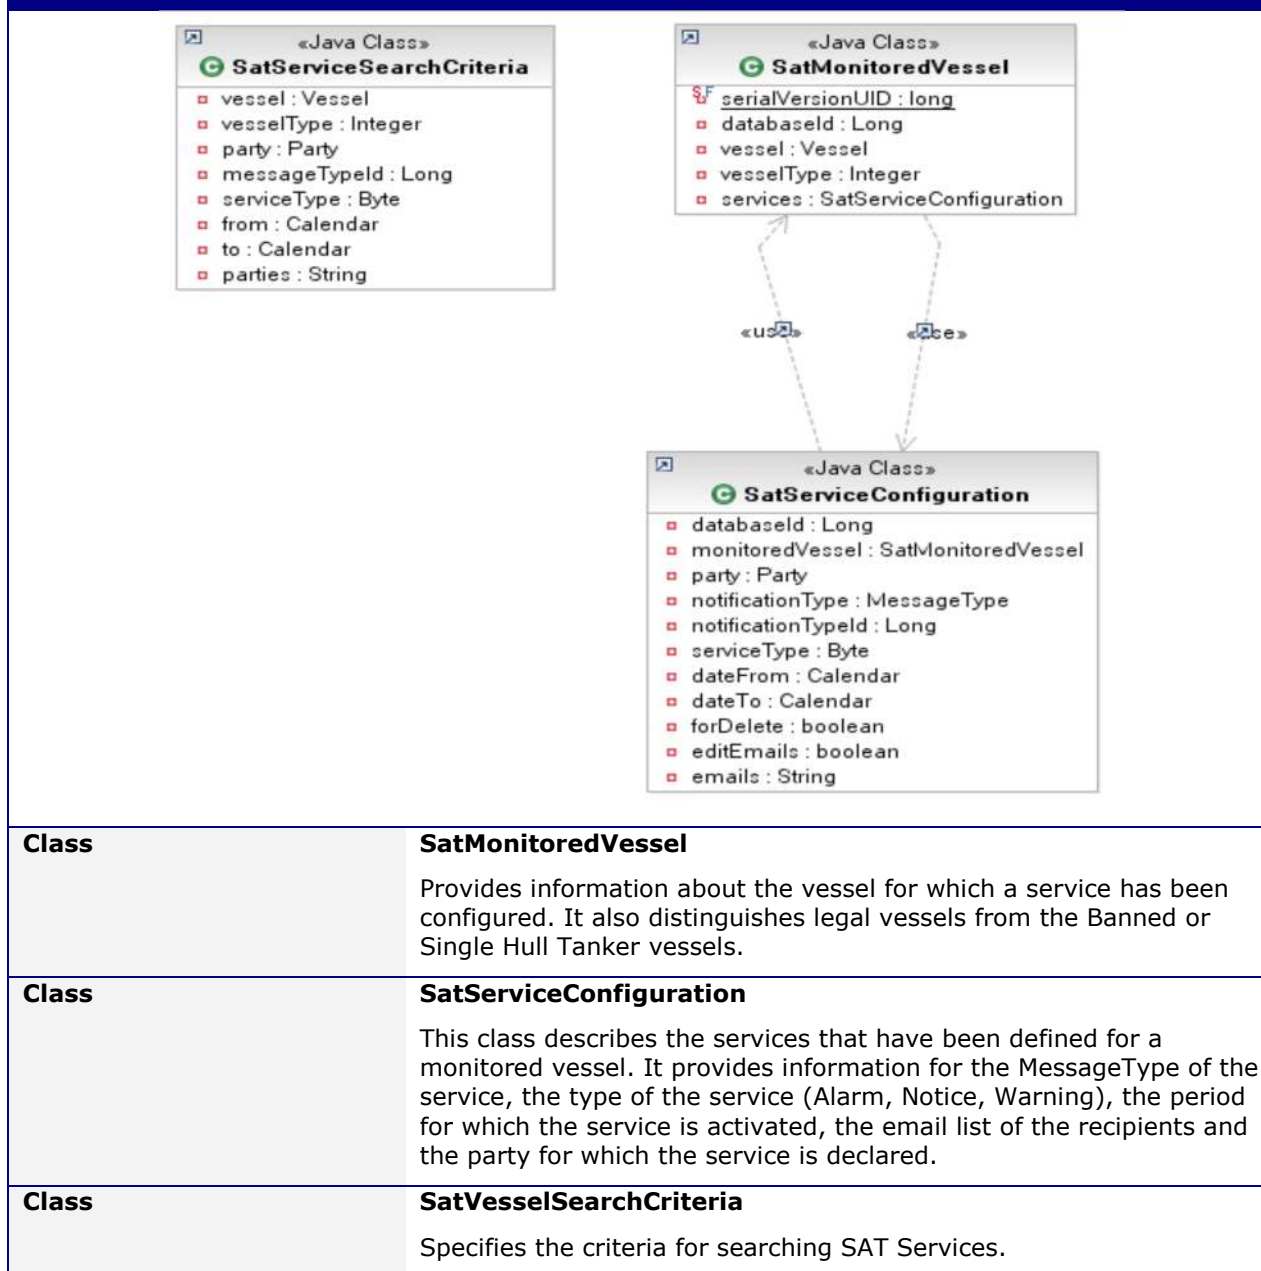 «Java Class»
SatServiceSearchCriteria
vessel : Vessel
vesselType : Integer
party : Party
messageTypeId : Long
serviceType : Byte
from : Calendar
to : Calendar
parties : String
«Java Class»
SatMonitoredVessel
serialVersionUID : long
databaseId : Long
vessel : Vessel
vesselType : Integer
services : SatServiceConfiguration
«use»
«use»
«Java Class»
SatServiceConfiguration
databaseId : Long
monitoredVessel : SatMonitoredVessel
party : Party
notificationType : MessageType
notificationTypeId : Long
serviceType : Byte
dateFrom : Calendar
dateTo : Calendar
forDelete : boolean
editEmails : boolean
emails : String
Class
SatMonitoredVessel
Provides information about the vessel for which a service has been
configured. It also distinguishes legal vessels from the Banned or
Single Hull Tanker vessels.
Class
SatServiceConfiguration
This class describes the services that have been defined for a
monitored vessel. It provides information for the MessageType of the
service, the type of the service (Alarm, Notice, Warning), the period
for which the service is activated, the email list of the recipients and
the party for which the service is declared.
Class
SatVesselSearchCriteria
Specifies the criteria for searching SAT Services.